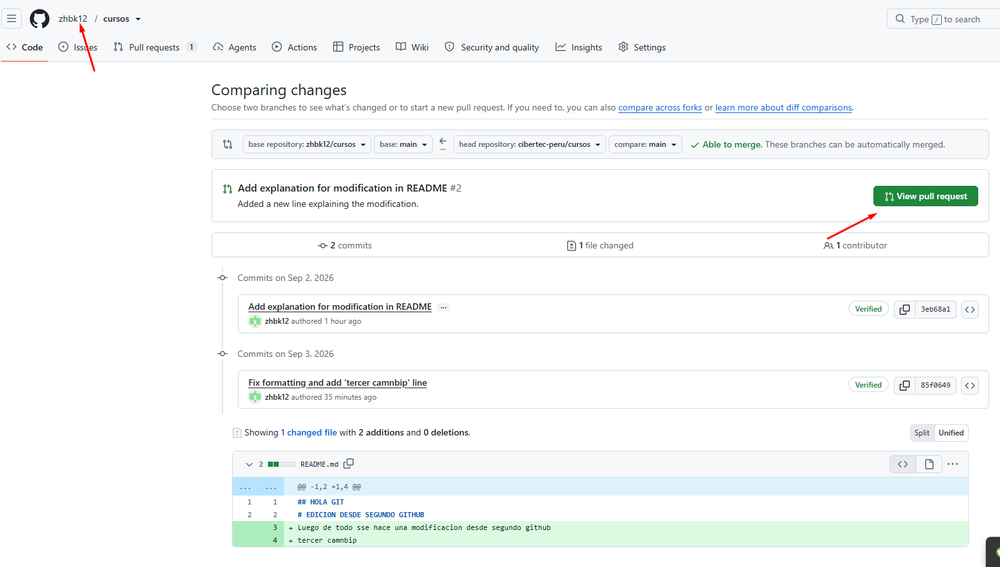 zhbk12 / cursos
Type / to search
Code Issues Pull requests 1 Agents Actions Projects Wiki Security and quality Insights Settings
Comparing changes
Choose two branches to see what's changed or to start a new pull request. If you need to, you can also compare across forks or learn more about diff comparisons.
base repository: zhbk12/cursos base: main ... head repository: cibertec-peru/cursos compare: main Able to merge. These branches can be automatically merged.
Add explanation for modification in README #2
Added a new line explaining the modification.
View pull request
2 commits 1 file changed 1 contributor
Commits on Sep 2, 2026
Add explanation for modification in README ...
zhbk12 authored 1 hour ago
Verified 3eb68a1
Commits on Sep 3, 2026
Fix formatting and add 'tercer camnbip' line
zhbk12 authored 35 minutes ago
Verified 85f0649
Showing 1 changed file with 2 additions and 0 deletions.
Split Unified
2 README.md
... ... @@ -1,2 +1,4 @@
1 1 ## HOLA GIT
2 2 # EDICION DESDE SEGUNDO GITHUB
3 + Luego de todo sse hace una modificacion desde segundo github
4 + tercer camnbip